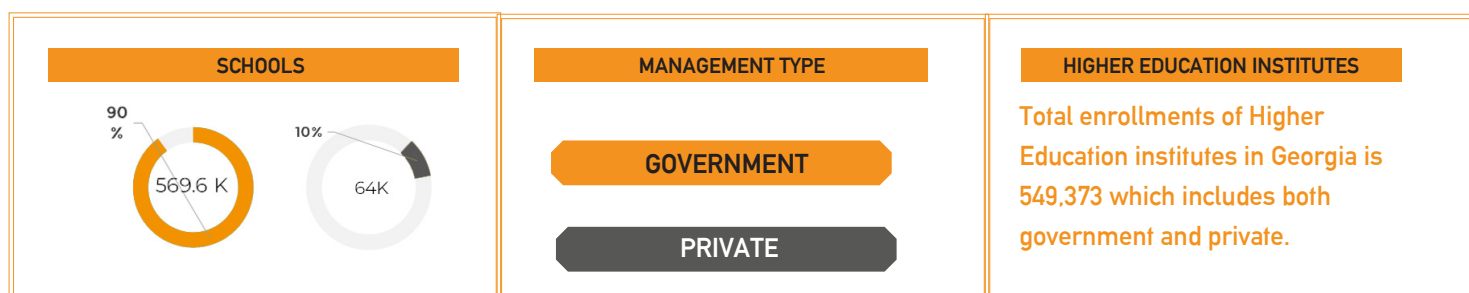 SCHOOLS
90
%
569.6 K
10%
64K
MANAGEMENT TYPE
GOVERNMENT
PRIVATE
HIGHER EDUCATION INSTITUTES
Total enrollments of Higher
Education institutes in Georgia is
549,373 which includes both
government and private.